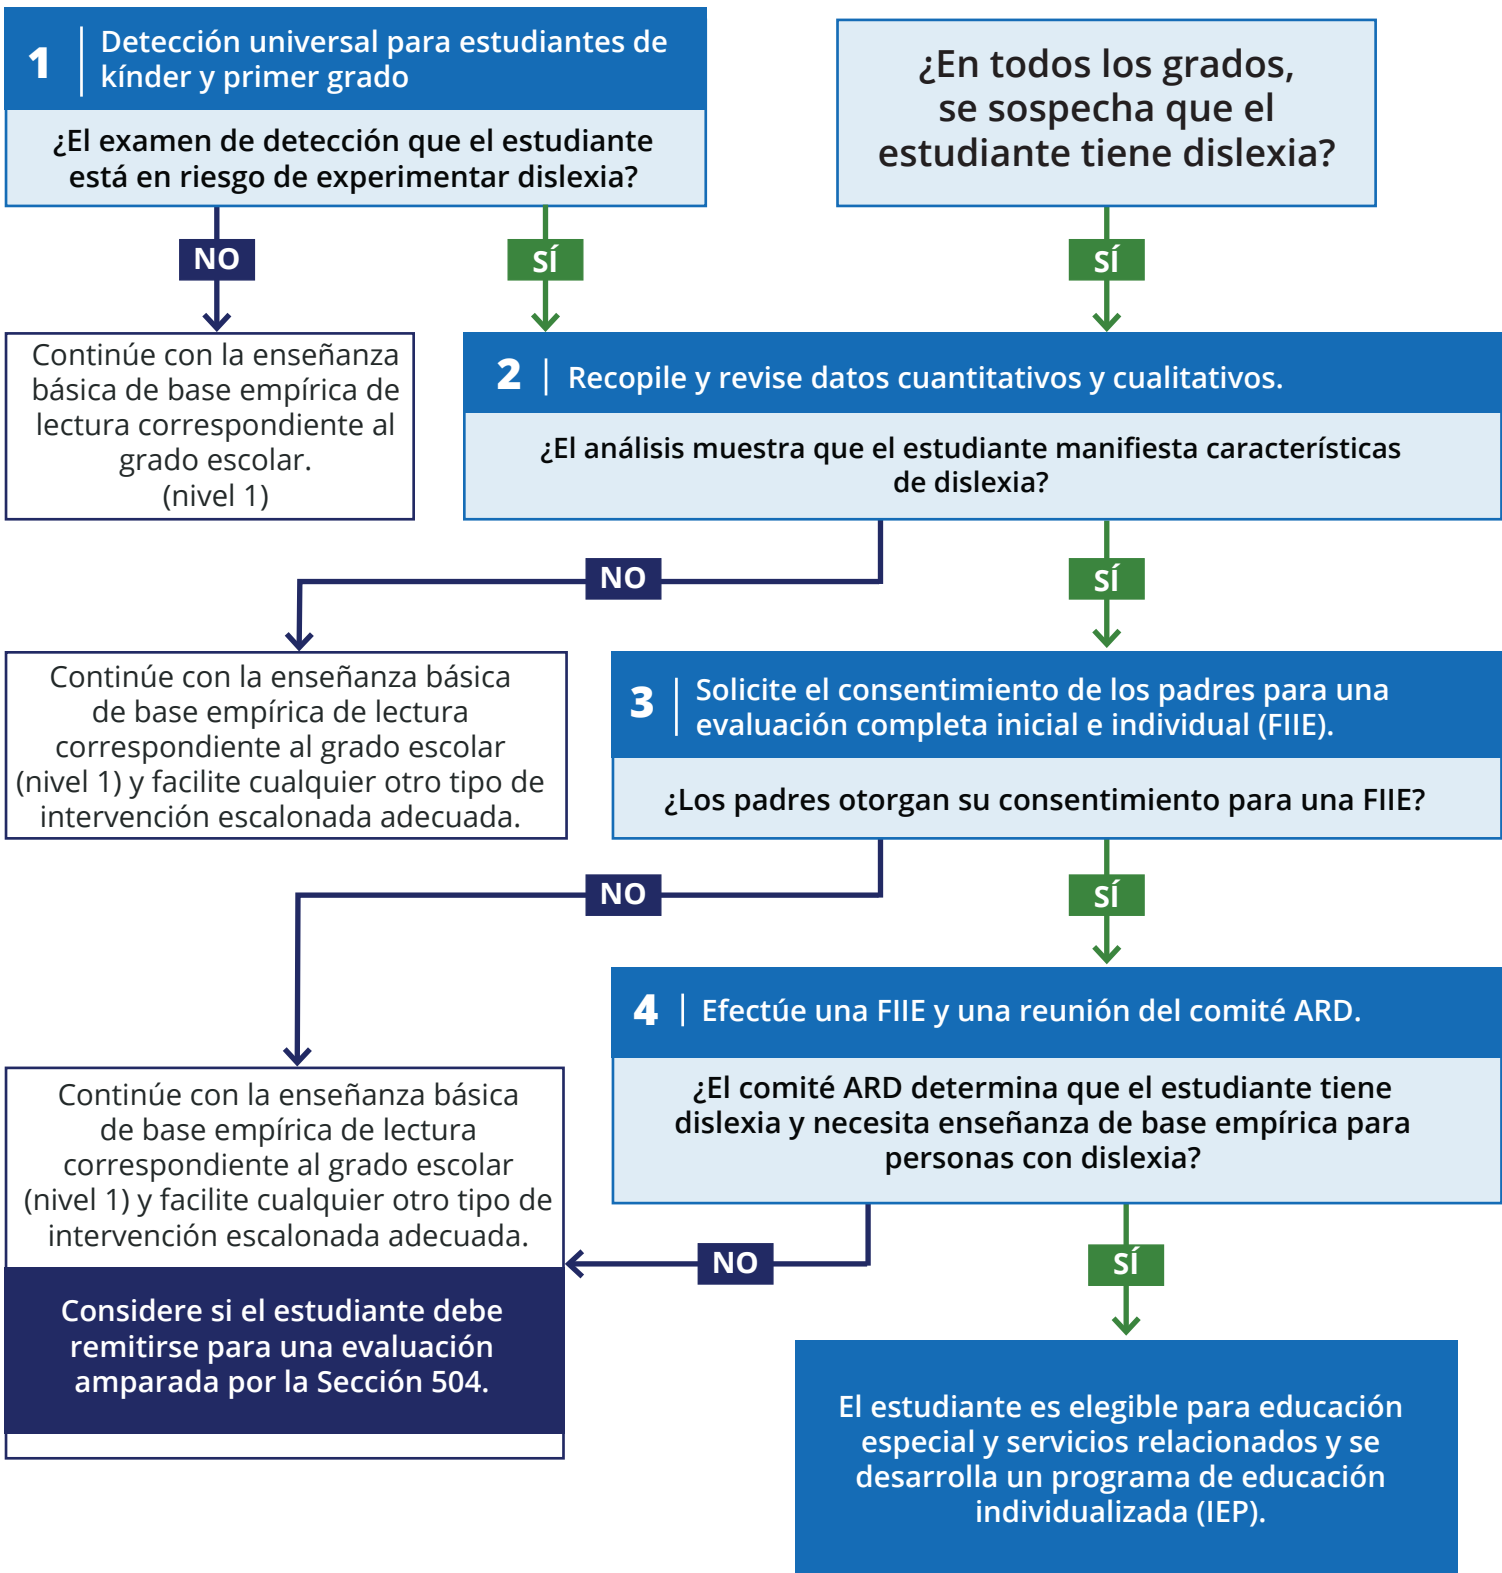 1
Detección universal para estudiantes de
kínder y primer grado
¿El examen de detección que el estudiante
está en riesgo de experimentar dislexia?
¿En todos los grados,
se sospecha que el
estudiante tiene dislexia?
NO
SÍ
SÍ
Continúe con la enseñanza
básica de base empírica de
lectura correspondiente al
grado escolar.
(nivel 1)
2
Recopile y revise datos cuantitativos y cualitativos.
¿El análisis muestra que el estudiante manifiesta características
de dislexia?
NO
SÍ
Continúe con la enseñanza básica
de base empírica de lectura
correspondiente al grado escolar
(nivel 1) y facilite cualquier otro tipo de
intervención escalonada adecuada.
3
Solicite el consentimiento de los padres para una
evaluación completa inicial e individual (FIIE).
¿Los padres otorgan su consentimiento para una FIIE?
NO
SÍ
4
Efectúe una FIIE y una reunión del comité ARD.
¿El comité ARD determina que el estudiante tiene
dislexia y necesita enseñanza de base empírica para
personas con dislexia?
Continúe con la enseñanza básica
de base empírica de lectura
correspondiente al grado escolar
(nivel 1) y facilite cualquier otro tipo de
intervención escalonada adecuada.
NO
SÍ
Considere si el estudiante debe
remitirse para una evaluación
amparada por la Sección 504.
El estudiante es elegible para educación
especial y servicios relacionados y se
desarrolla un programa de educación
individualizada (IEP).